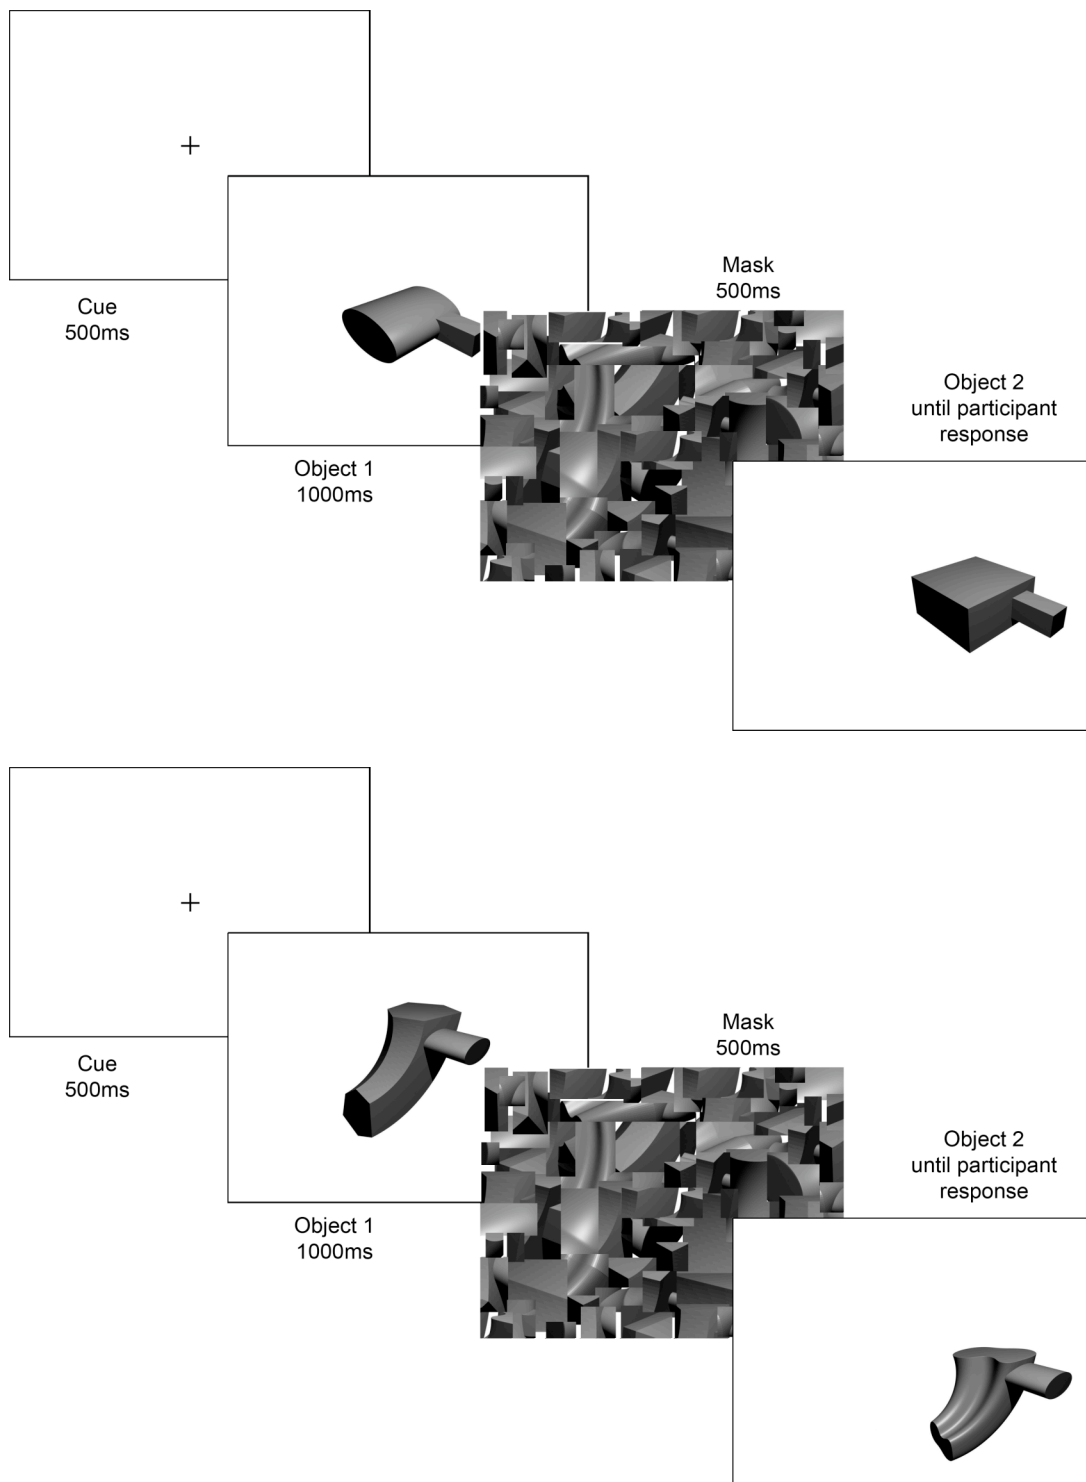 Cue
500ms
Object 1
1000ms
Mask
500ms
Object 2
until participant
response
Cue
500ms
Object 1
1000ms
Mask
500ms
Object 2
until participant
response